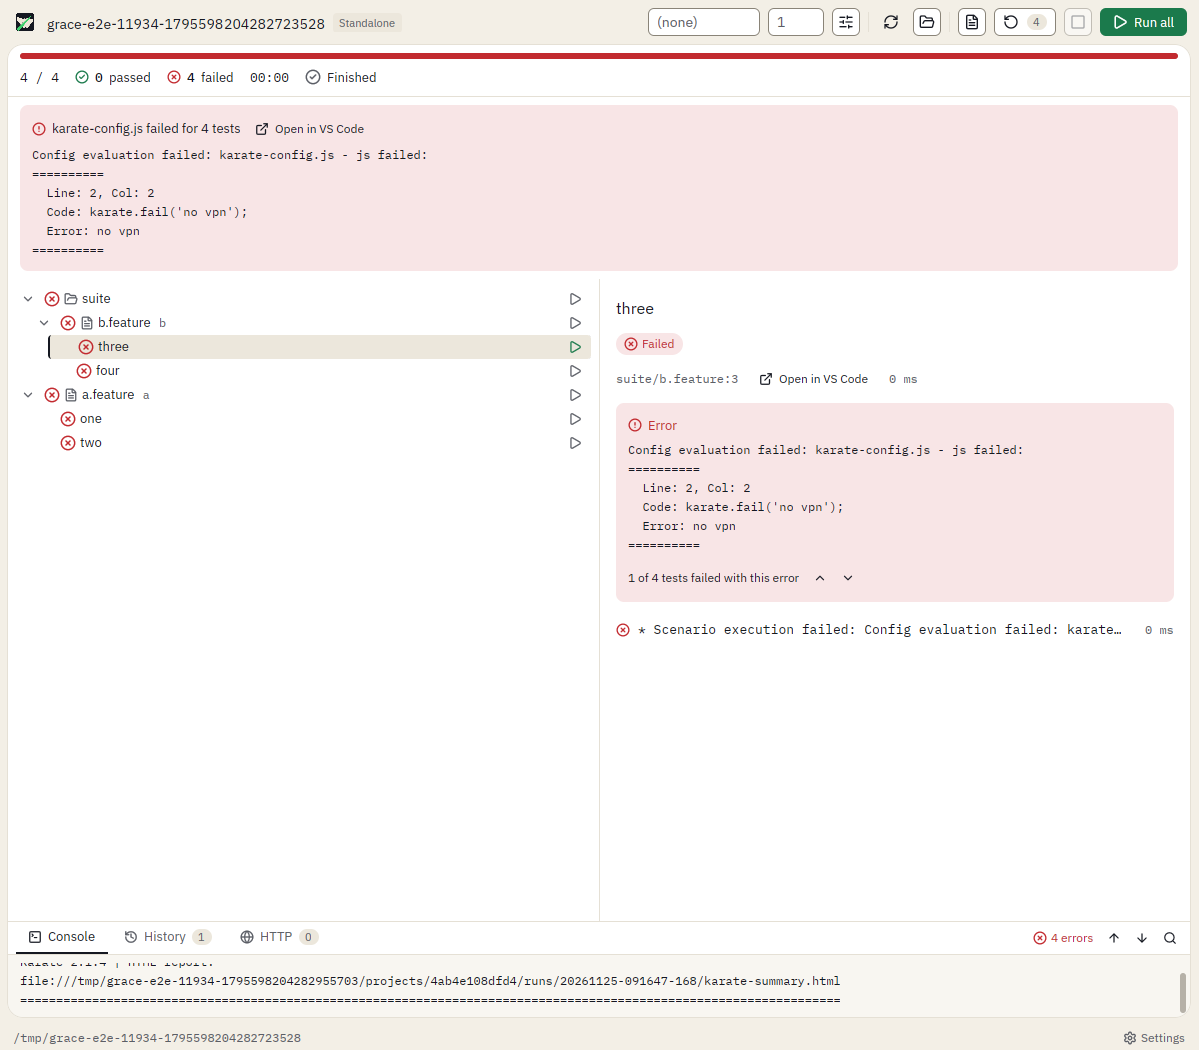 grace-e2e-11934-1795598204282723528 Standalone (none) 1 4 Run all
4 / 4 0 passed 4 failed 00:00 Finished
karate-config.js failed for 4 tests Open in VS Code
Config evaluation failed: karate-config.js - js failed:
==========
Line: 2, Col: 2
Code: karate.fail('no vpn');
Error: no vpn
==========
suite
b.feature b
three
four
a.feature a
one
two
three
Failed
suite/b.feature:3 Open in VS Code 0 ms
Error
Config evaluation failed: karate-config.js - js failed:
==========
Line: 2, Col: 2
Code: karate.fail('no vpn');
Error: no vpn
==========
1 of 4 tests failed with this error
* Scenario execution failed: Config evaluation failed: karate… 0 ms
Console History 1 HTTP 0 4 errors
Karate 2.1.4 | HTML report:
file:///tmp/grace-e2e-11934-1795598204282955703/projects/4ab4e108dfd4/runs/20261125-091647-168/karate-summary.html
==================================================================================================================
/tmp/grace-e2e-11934-1795598204282723528 Settings